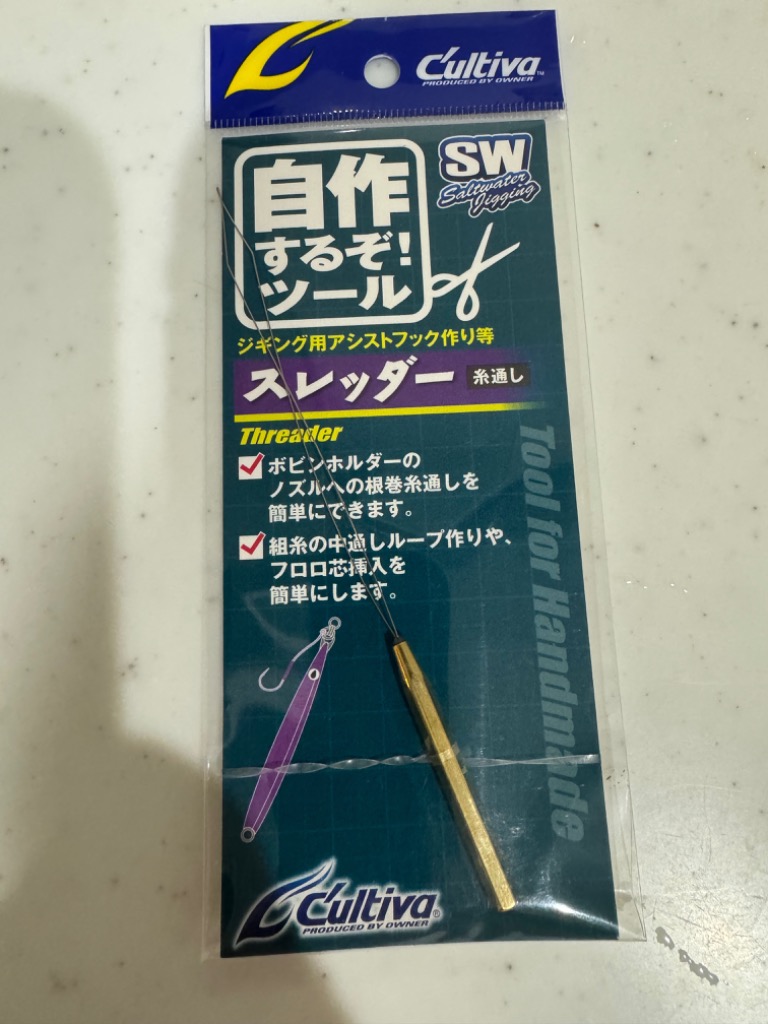 C'ultiva™
PRODUCED BY OWNER
自作
するぞ!
ツール
SW
Saltwater
Jigging
ジギング用アシストフック作り等
スレッダー 糸通し
Threader
ボビンホルダーの
ノズルへの根巻糸通しを
簡単にできます。
組糸の中通しループ作りや、
フロロ芯挿入を
簡単にします。
Tool for Handmade
C'ultiva®
PRODUCED BY OWNER